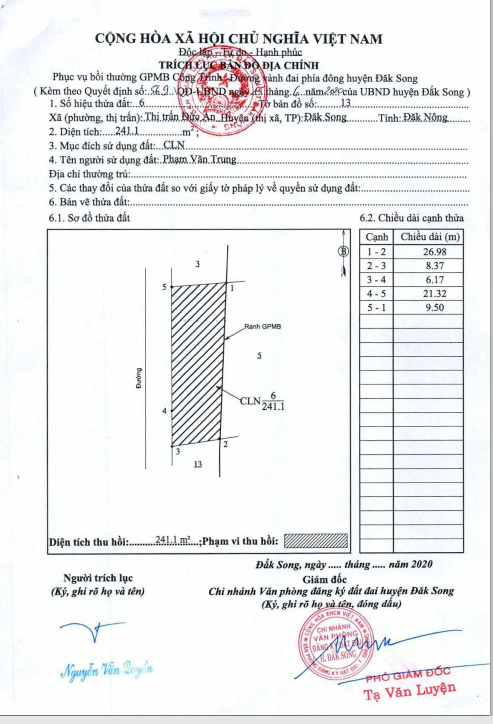 CỘNG HÒA XÃ HỘI CHỦ NGHĨA VIỆT NAM
Độc lập - Tự do - Hạnh phúc
TRÍCH LỤC BẢN ĐỒ ĐỊA CHÍNH
Phục vụ bồi thường GPMB Công Trình: Đường vành đai phía đông huyện Đăk Song
( Kèm theo Quyết định số: 569 /QĐ-UBND ngày tháng 6 năm 2020 của UBND huyện Đắk Song )
1. Số hiệu thửa đất: 6 Tờ bản đồ số: 13
Xã (phường, thị trấn): Thị trấn Đức An Huyện (thị xã, TP): Đăk Song Tỉnh: Đăk Nông
2. Diện tích: 241.1 m²;
3. Mục đích sử dụng đất: CLN
4. Tên người sử dụng đất: Phạm Văn Trung
Địa chỉ thường trú:
5. Các thay đổi của thửa đất so với giấy tờ pháp lý về quyền sử dụng đất:
6. Bản vẽ thửa đất:
6.1. Sơ đồ thửa đất 6.2. Chiều dài cạnh thửa
Cạnh Chiều dài (m)
1 - 2 26.98
2 - 3 8.37
3 - 4 6.17
4 - 5 21.32
5 - 1 9.50
B
3
5
1
Ranh GPMB
5
Đường
CLN 6
241.1
4
3
2
13
Diện tích thu hồi: 241.1 m² ;Phạm vi thu hồi:
Đắk Song, ngày ..... tháng ..... năm 2020
Người trích lục
(Ký, ghi rõ họ và tên)
Giám đốc
Chi nhánh Văn phòng đăng ký đất đai huyện Đăk Song
(Ký, ghi rõ họ và tên, đóng dấu)
CHI NHÁNH
VĂN PHÒNG
ĐĂNG KÝ ĐẤT ĐAI
H. ĐĂK SONG
Nguyễn Văn Quyền
PHÓ GIÁM ĐỐC
Tạ Văn Luyện